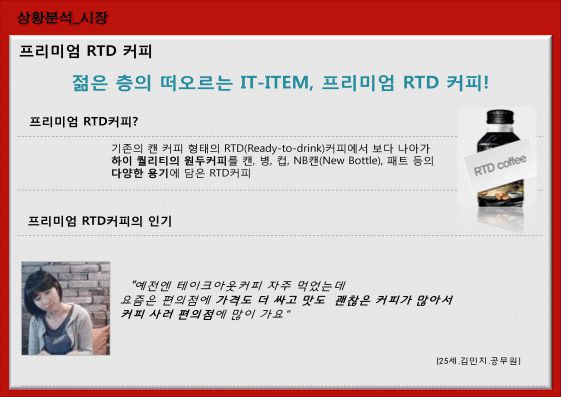 상황분석_시장
프리미엄 RTD 커피
젊은 층의 떠오르는 IT-ITEM, 프리미엄 RTD 커피!
프리미엄 RTD커피?
기존의 캔 커피 형태의 RTD(Ready-to-drink)커피에서 보다 나아가
하이 퀄리티의 원두커피를 캔, 병, 컵, NB캔(New Bottle), 패트 등의
다양한 용기에 담은 RTD커피
RTD coffee
프리미엄 RTD커피의 인기
"예전엔 테이크아웃커피 자주 먹었는데
요즘은 편의점에 가격도 더 싸고 맛도 괜찮은 커피가 많아서
커피 사러 편의점에 많이 가요"
[25세.김민지.공무원]